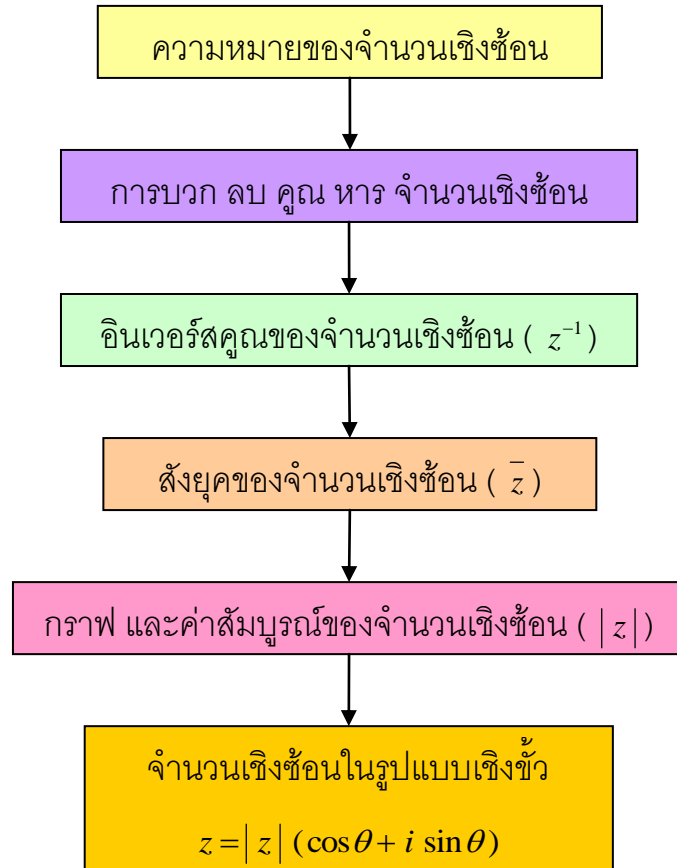 ความหมายของจำนวนเชิงซ้อน
การบวก ลบ คูณ หาร จำนวนเชิงซ้อน
อินเวอร์สคูณของจำนวนเชิงซ้อน ( z⁻¹ )
สังยุคของจำนวนเชิงซ้อน ( z̄ )
กราฟ และค่าสัมบูรณ์ของจำนวนเชิงซ้อน ( | z | )
จำนวนเชิงซ้อนในรูปแบบเชิงขั้ว
z = | z | (cosθ + i sinθ)